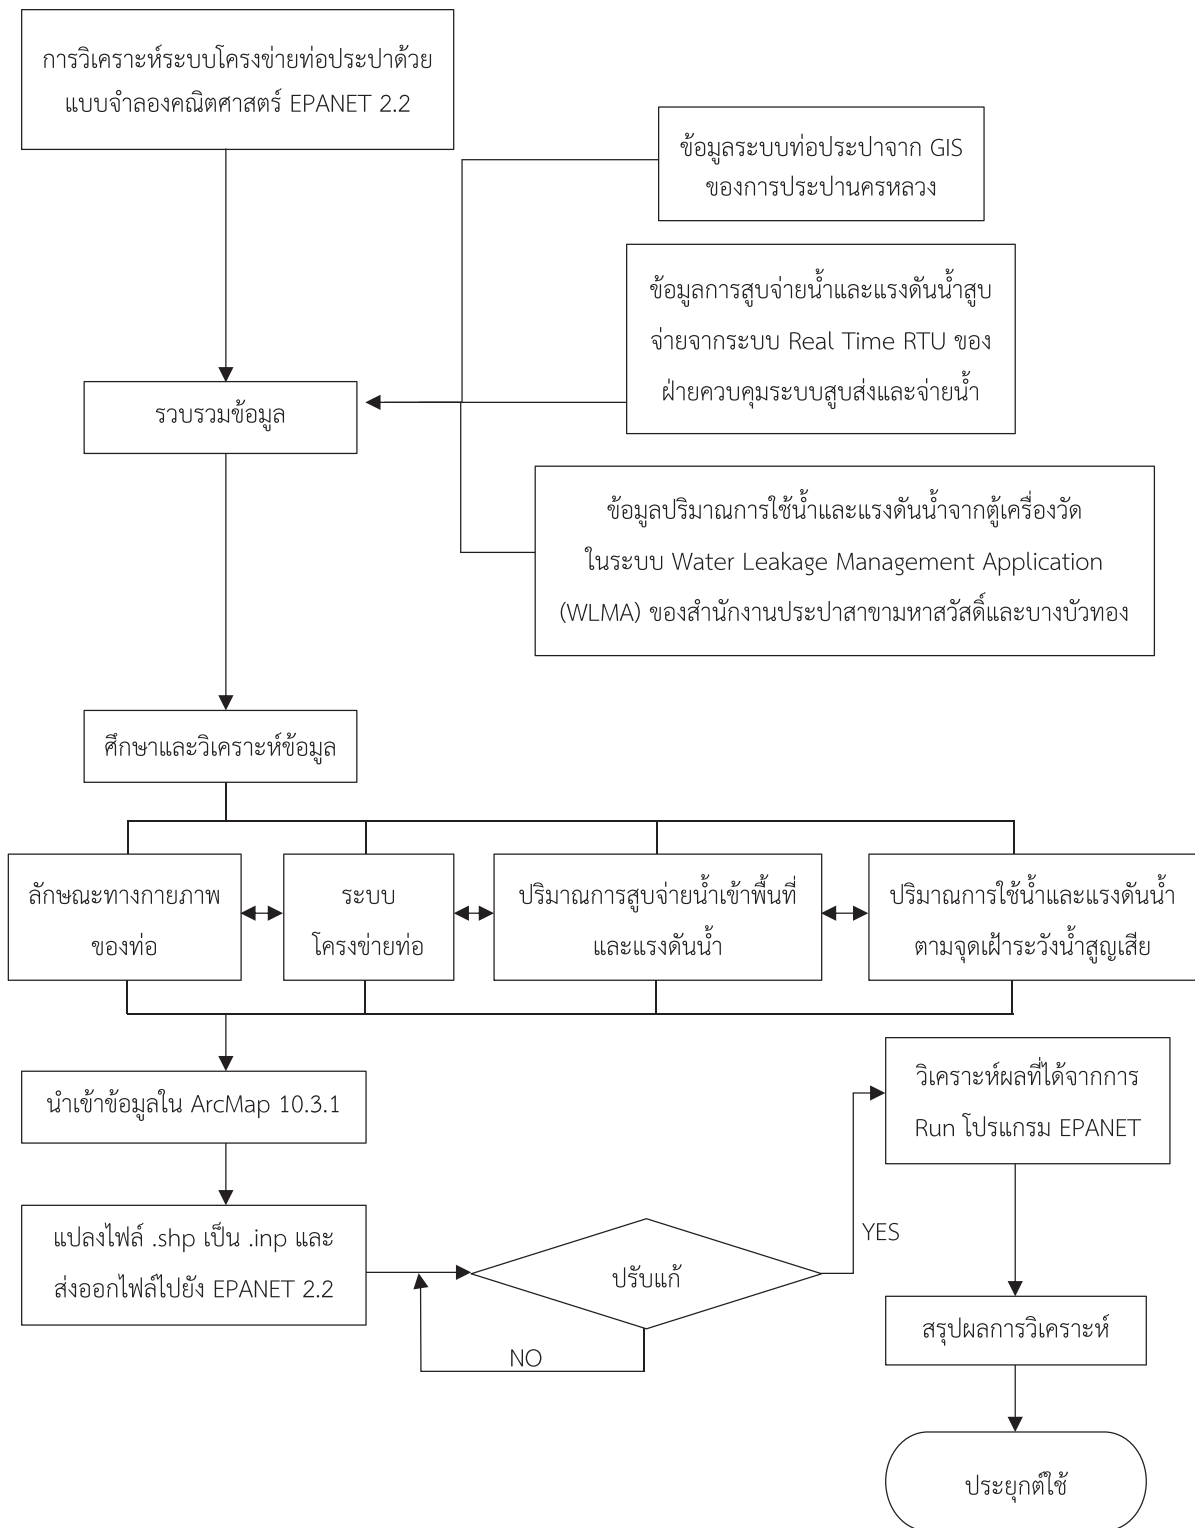 การวิเคราะห์ระบบโครงข่ายท่อประปาด้วย
แบบจำลองคณิตศาสตร์ EPANET 2.2
ข้อมูลระบบท่อประปาจาก GIS
ของการประปานครหลวง
ข้อมูลการสูบจ่ายน้ำและแรงดันน้ำสูบ
จ่ายจากระบบ Real Time RTU ของ
ฝ่ายควบคุมระบบสูบส่งและจ่ายน้ำ
รวบรวมข้อมูล
ข้อมูลปริมาณการใช้น้ำและแรงดันน้ำจากตู้เครื่องวัด
ในระบบ Water Leakage Management Application
(WLMA) ของสำนักงานประปาสาขามหาสวัสดิ์และบางบัวทอง
ศึกษาและวิเคราะห์ข้อมูล
ลักษณะทางกายภาพ
ของท่อ
ระบบ
โครงข่ายท่อ
ปริมาณการสูบจ่ายน้ำเข้าพื้นที่
และแรงดันน้ำ
ปริมาณการใช้น้ำและแรงดันน้ำ
ตามจุดเฝ้าระวังน้ำสูญเสีย
นำเข้าข้อมูลใน ArcMap 10.3.1
แปลงไฟล์ .shp เป็น .inp และ
ส่งออกไฟล์ไปยัง EPANET 2.2
ปรับแก้
NO
YES
วิเคราะห์ผลที่ได้จากการ
Run โปรแกรม EPANET
สรุปผลการวิเคราะห์
ประยุกต์ใช้